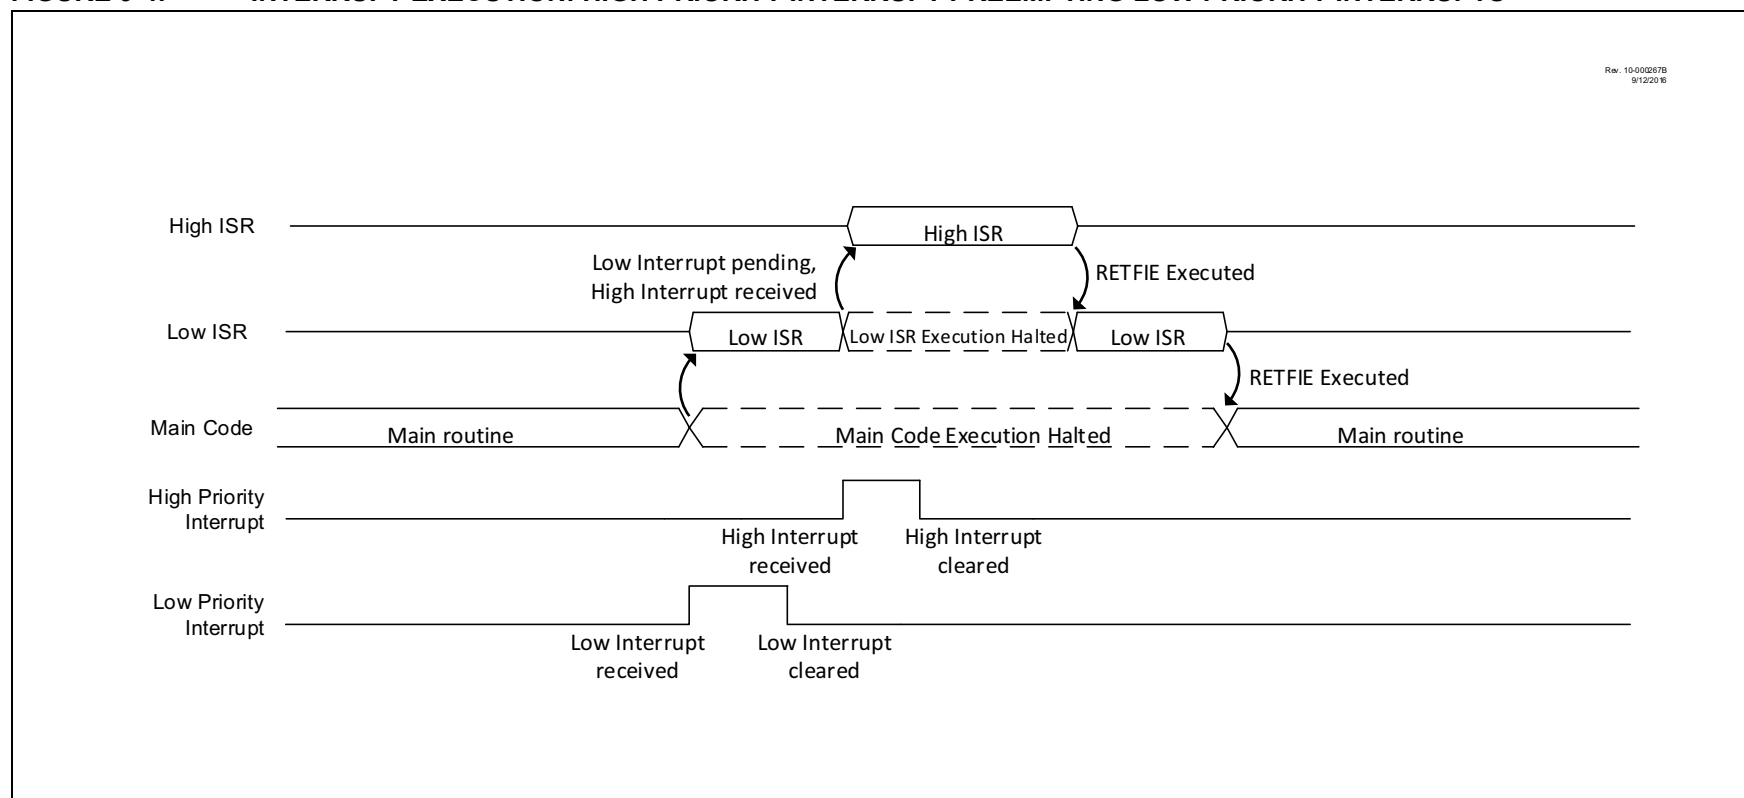 Rev. 10-000267B
9/12/2016
High ISR
High ISR
Low Interrupt pending,
High Interrupt received
RETFIE Executed
Low ISR
Low ISR
Low ISR Execution Halted
Low ISR
RETFIE Executed
Main Code
Main routine
Main Code Execution Halted
Main routine
High Priority
Interrupt
High Interrupt
received
High Interrupt
cleared
Low Priority
Interrupt
Low Interrupt
received
Low Interrupt
cleared